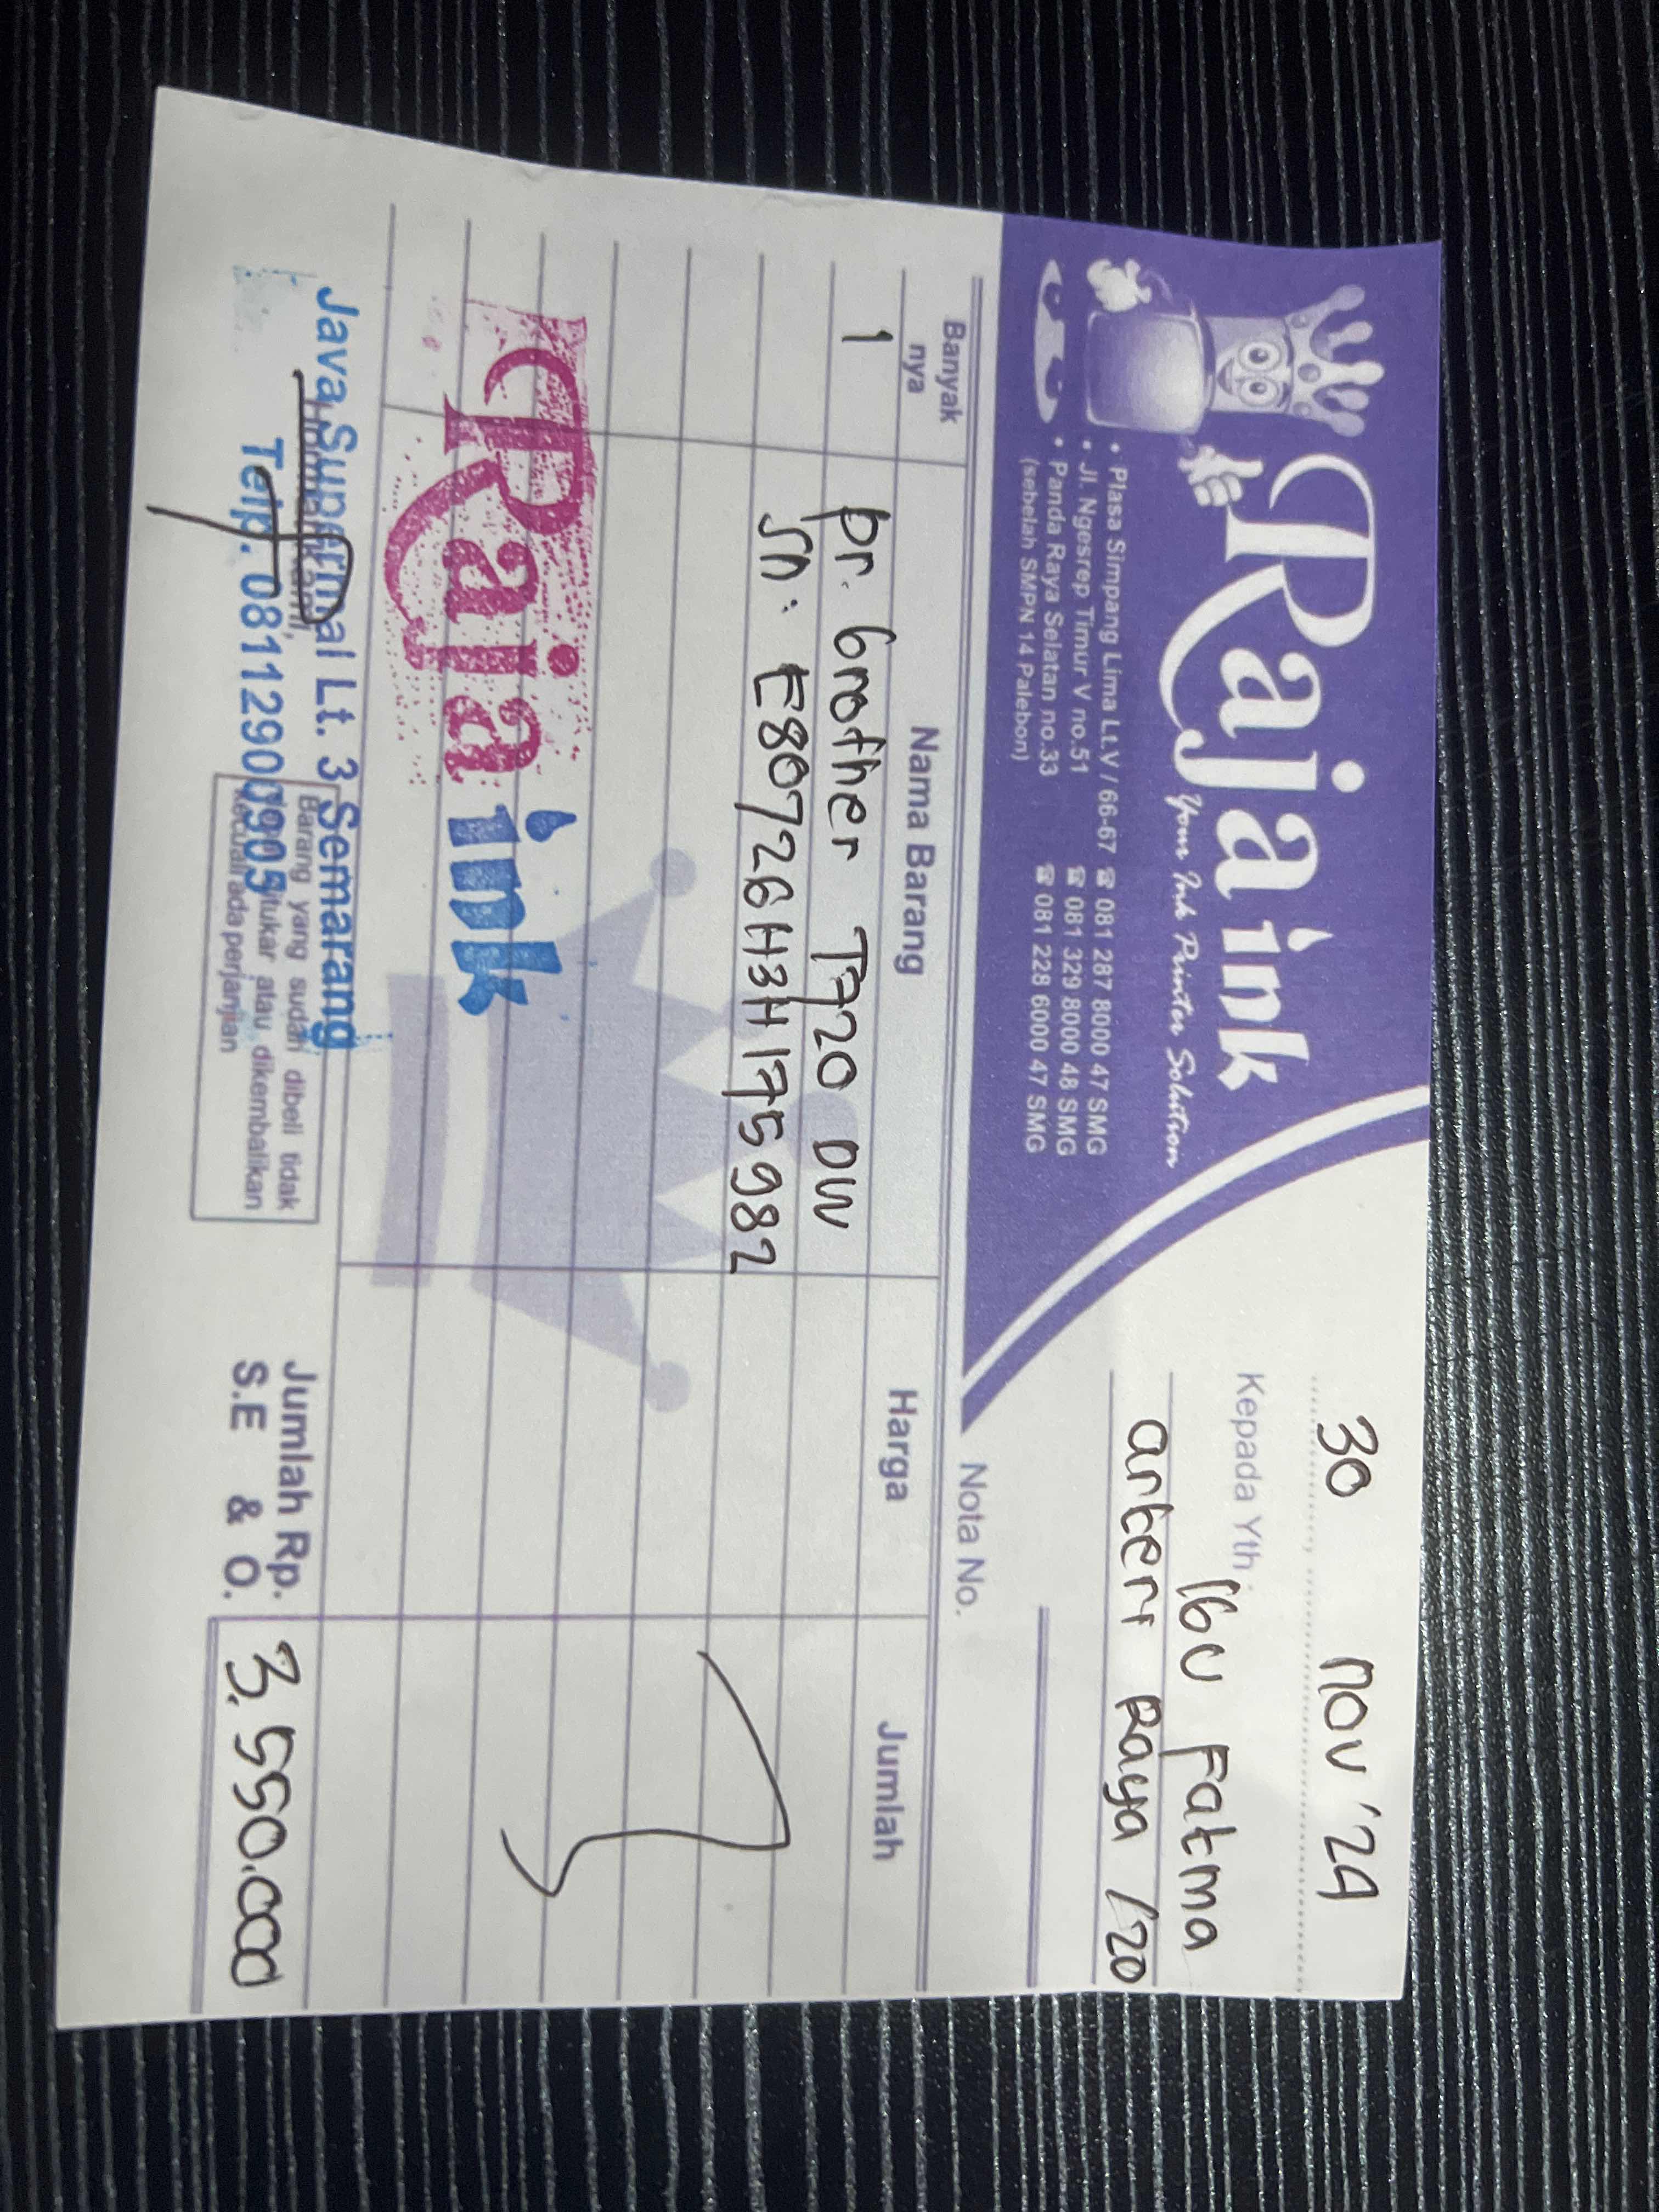 Raja ink
Your Ink Printer Solution
• Plasa Simpang Lima Lt.V / 66-67 ☎ 081 287 8000 47 SMG
• Jl. Ngesrep Timur V no.51 ☎ 081 329 8000 48 SMG
• Panda Raya Selatan no.33 ☎ 081 228 6000 47 SMG
(sebelah SMPN 14 Palebon)
30 nov '24
Kepada Yth.
Ibu Fatma
arteri Raya /20
Nota No.
Banyak nya Nama Barang Harga Jumlah
1 pr. brother T720 DW
sn. E80726H3H175982
Raja ink
Java Supermal Lt. 3 Semarang
Telp. 08112900905
Barang yang sudah dibeli tidak
ditukar atau dikembalikan
kecuali ada perjanjian
Jumlah Rp. 3.550.000
S.E & O.